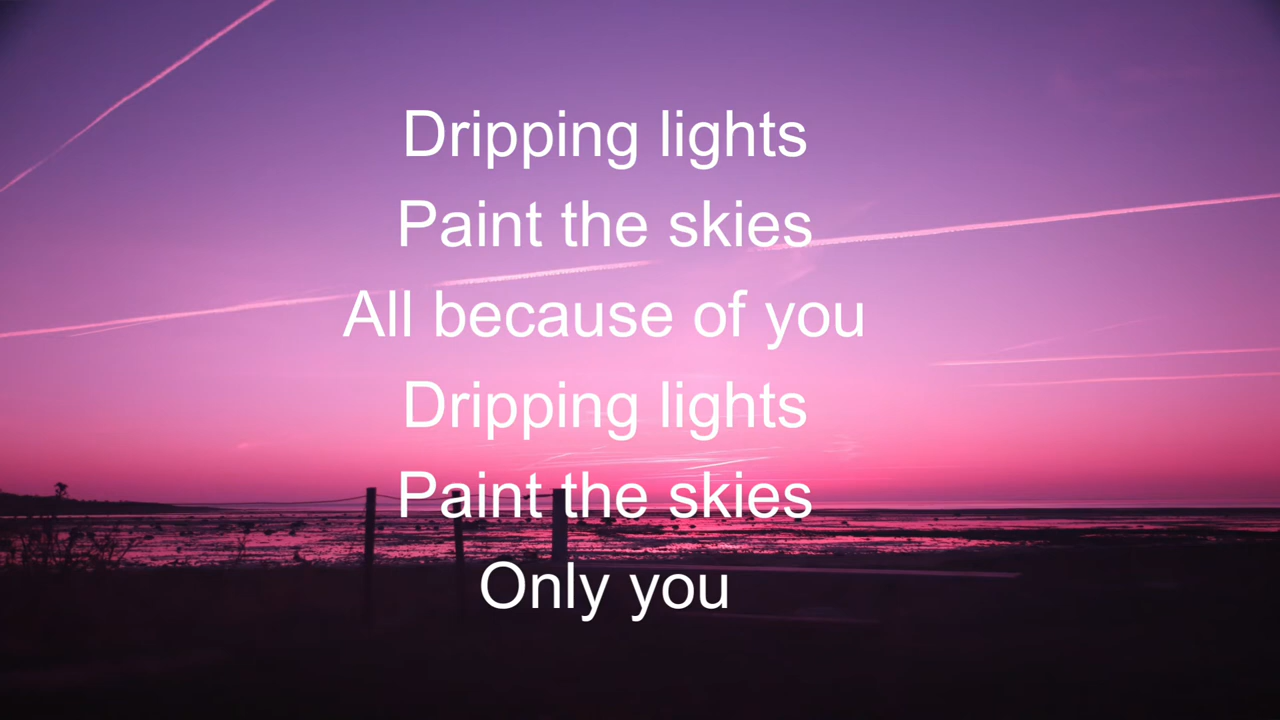 Dripping lights
Paint the skies
All because of you
Dripping lights
Paint the skies
Only you